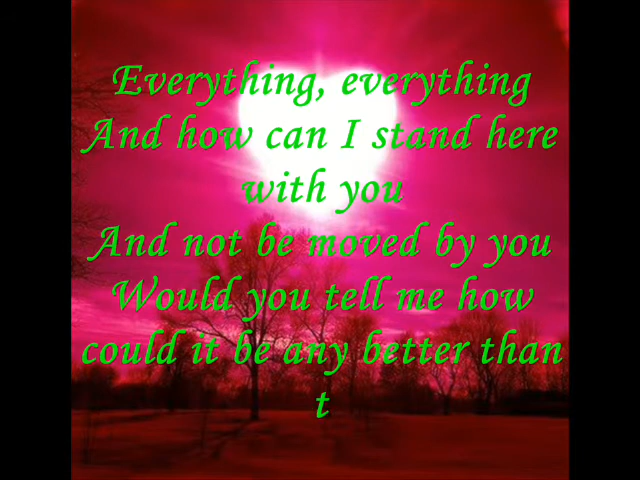 Everything, everything
And how can I stand here
with you
And not be moved by you
Would you tell me how
could it be any better than
t